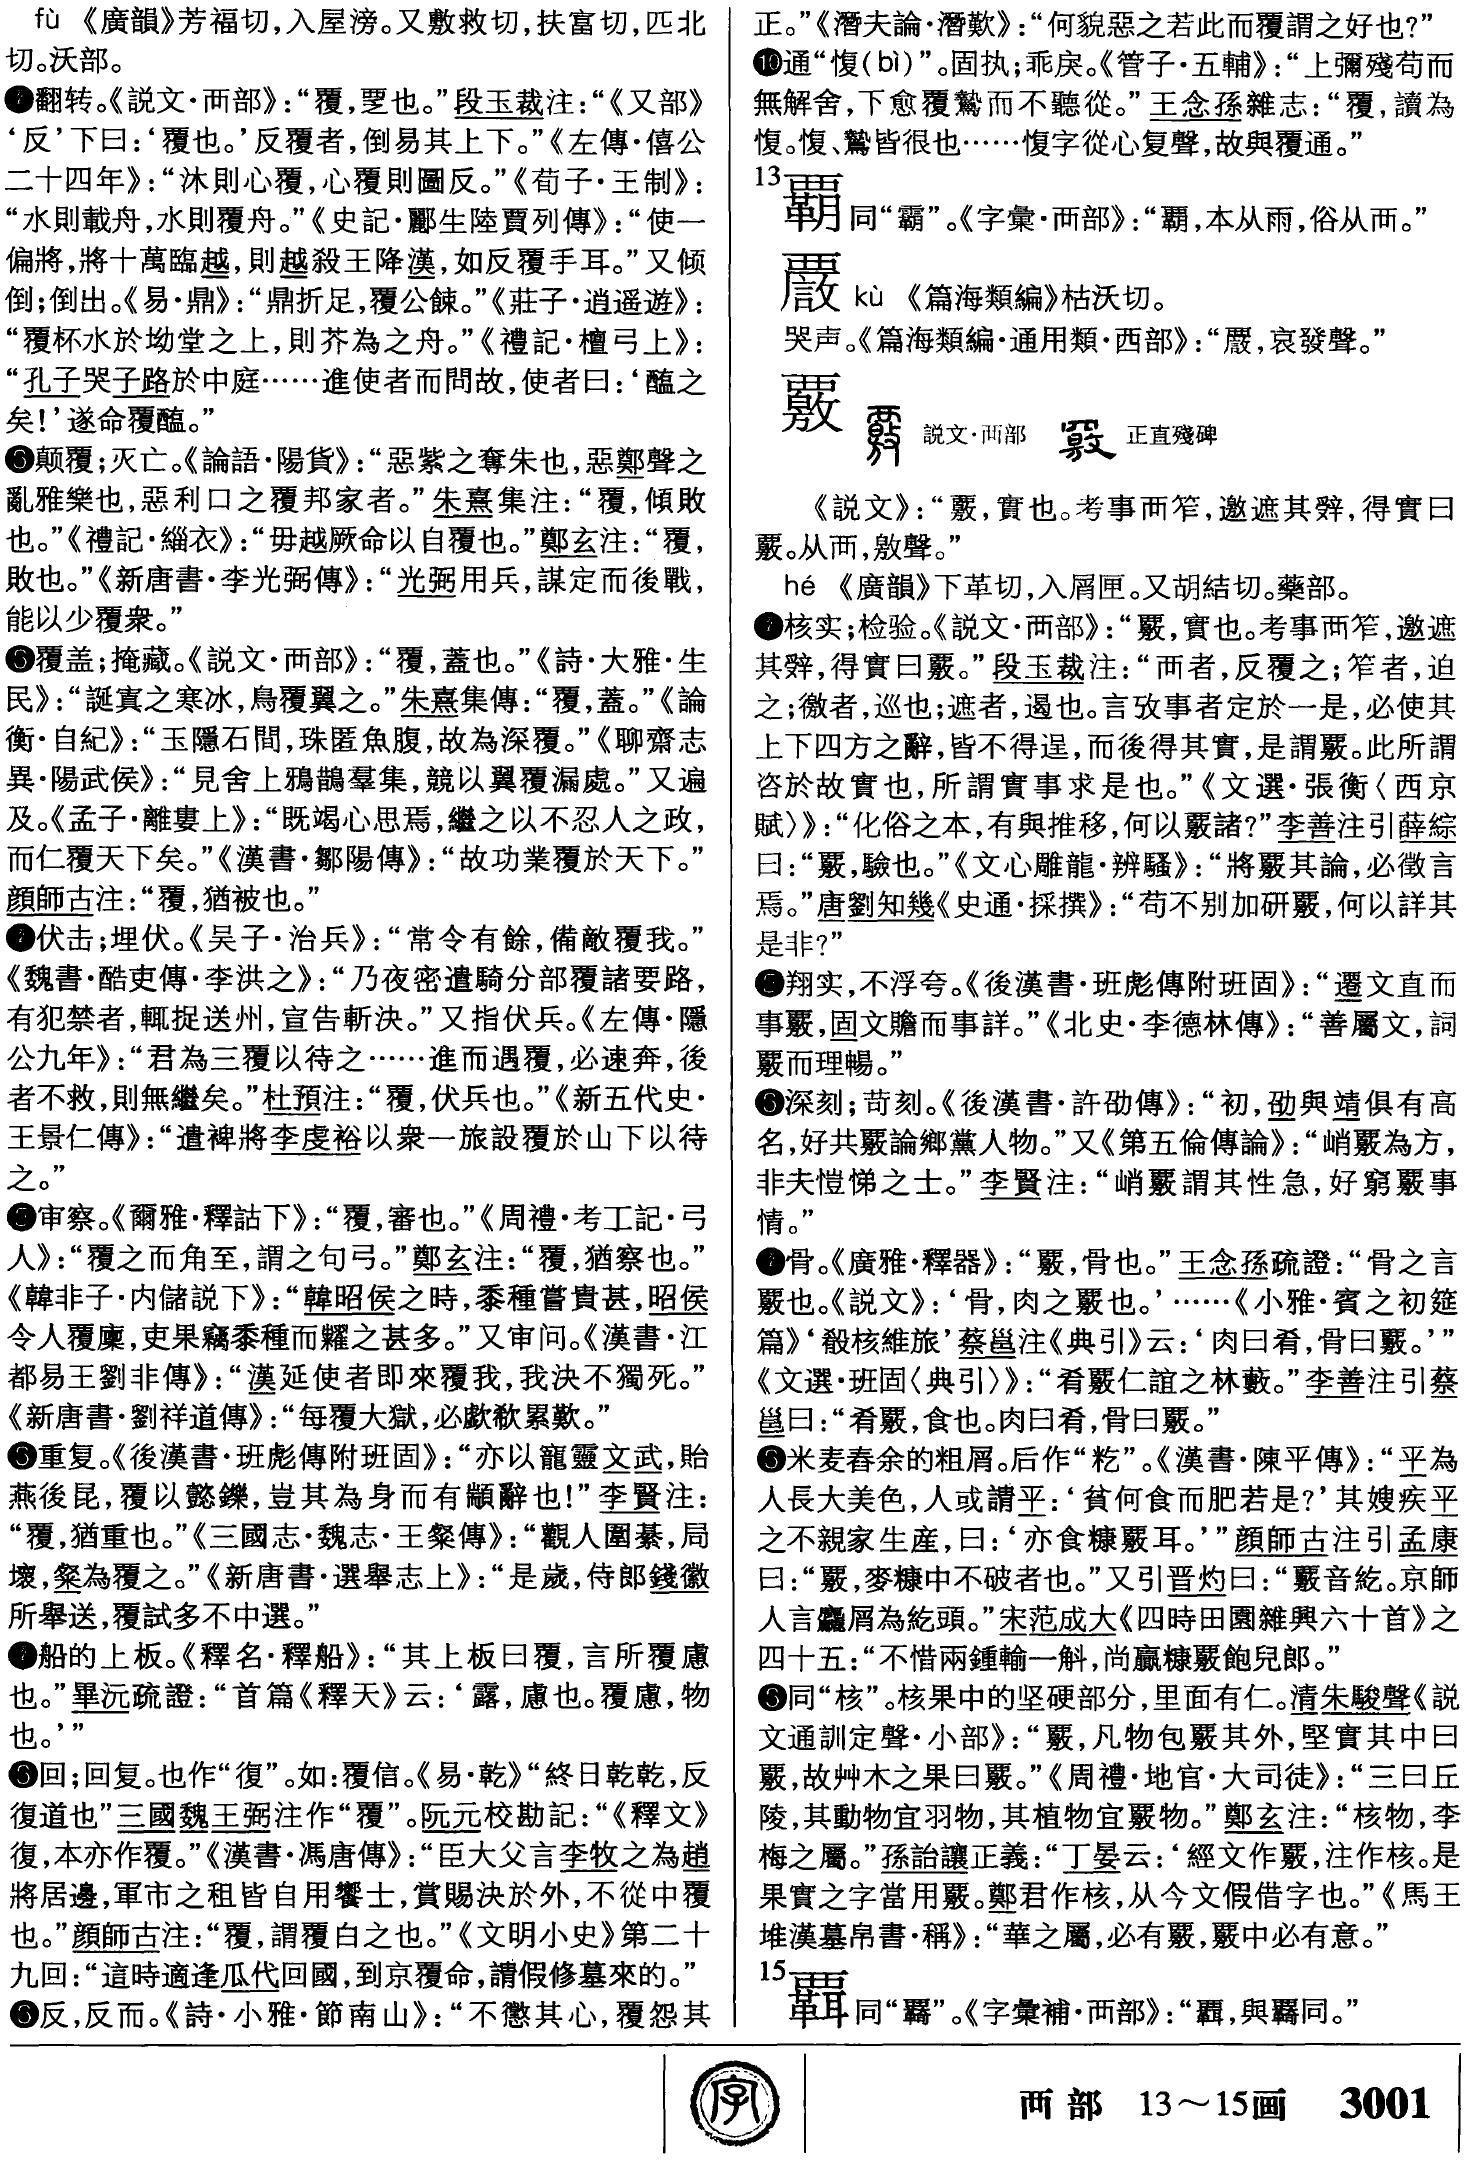 fù 《廣韻》芳福切，入屋滂。又敷救切，扶富切，匹北
切。沃部。
❶翻转。《説文·襾部》：“覆，覂也。”段玉裁注：“《又部》
‘反’下曰：‘覆也。’反覆者，倒易其上下。”《左傳·僖公
二十四年》：“沐則心覆，心覆則圖反。”《荀子·王制》：
“水則載舟，水則覆舟。”《史記·酈生陸賈列傳》：“使一
偏將，將十萬臨越，則越殺王降漢，如反覆手耳。”又倾
倒；倒出。《易·鼎》：“鼎折足，覆公餗。”《莊子·逍遥遊》：
“覆杯水於坳堂之上，則芥為之舟。”《禮記·檀弓上》：
“孔子哭子路於中庭……進使者而問故，使者曰：‘醢之
矣！’遂命覆醢。”
颠覆；灭亡。《論語·陽貨》：“惡紫之奪朱也，惡鄭聲之
亂雅樂也，惡利口之覆邦家者。”朱熹集注：“覆，傾敗
也。”《禮記·緇衣》：“毋越厥命以自覆也。”鄭玄注：“覆，
敗也。”《新唐書·李光弼傳》：“光弼用兵，謀定而後戰，
能以少覆衆。”
覆盖；掩藏。《説文·襾部》：“覆，蓋也。”《詩·大雅·生
民》：“誕寘之寒冰，鳥覆翼之。”朱熹集傳：“覆，蓋。”《論
衡·自紀》：“玉隱石間，珠匿魚腹，故為深覆。”《聊齋志
異·陽武侯》：“見舍上鴉鵲羣集，競以翼覆漏處。”又遍
及。《孟子·離婁上》：“既竭心思焉，繼之以不忍人之政，
而仁覆天下矣。”《漢書·鄒陽傳》：“故功業覆於天下。”
顔師古注：“覆，猶被也。”
伏击；埋伏。《吴子·治兵》：“常令有餘，備敵覆我。”
《魏書·酷吏傳·李洪之》：“乃夜密遣騎分部覆諸要路，
有犯禁者，輒捉送州，宣告斬決。”又指伏兵。《左傳·隱
公九年》：“君為三覆以待之……進而遇覆，必速奔，後
者不救，則無繼矣。”杜預注：“覆，伏兵也。”《新五代史·
王景仁傳》：“遣裨將李虔裕以衆一旅設覆於山下以待
之。”
审察。《爾雅·釋詁下》：“覆，審也。”《周禮·考工記·弓
人》：“覆之而角至，謂之句弓。”鄭玄注：“覆，猶察也。”
《韓非子·内儲説下》：“韓昭侯之時，黍種嘗貴甚，昭侯
令人覆廩，吏果竊黍種而糶之甚多。”又审问。《漢書·江
都易王劉非傳》：“漢廷使者即來覆我，我決不獨死。”
《新唐書·劉祥道傳》：“每覆大獄，必歔欷累歎。”
重复。《後漢書·班彪傳附班固》：“亦以寵靈文武，貽
燕後昆，覆以懿鑠，豈其為身而有顓辭也！”李賢注：
“覆，猶重也。”《三國志·魏志·王粲傳》：“觀人圍棊，局
壞，粲為覆之。”《新唐書·選舉志上》：“是歲，侍郎錢徽
所舉送，覆試多不中選。”
船的上板。《釋名·釋船》：“其上板曰覆，言所覆慮
也。”畢沅疏證：“首篇《釋天》云：‘露，慮也。覆慮，物
也。’”
回；回复。也作“復”。如：覆信。《易·乾》“終日乾乾，反
復道也”三國魏王弼注作“覆”。阮元校勘記：“《釋文》
復，本亦作覆。”《漢書·馮唐傳》：“臣大父言李牧之為趙
將居邊，軍市之租皆自用饗士，賞賜決於外，不從中覆
也。”顔師古注：“覆，謂覆白之也。”《文明小史》第二十
九回：“這時適逢瓜代回國，到京覆命，請假修墓來的。”
反，反而。《詩·小雅·節南山》：“不懲其心，覆怨其
正。”《潛夫論·潛歎》：“何貌惡之若此而覆謂之好也？”
❿通“愎(bì)”。固执；乖戾。《管子·五輔》：“上彌殘苟而
無解舍，下愈覆鷙而不聽從。”王念孫雜志：“覆，讀為
愎。愎、鷙皆很也……愎字從心复聲，故與覆通。”
13 覇 同“霸”。《字彙·襾部》：“覇，本从雨，俗从襾。”
kù 《篇海類編》枯沃切。
哭声。《篇海類編·通用類·西部》：“，哀發聲。”
覈 説文·襾部 正直殘碑
《説文》：“覈，實也。考事襾笮，邀遮其辤，得實曰
覈。从襾，敫聲。”
hé 《廣韻》下革切，入屑匣。又胡結切。藥部。
❶核实；检验。《説文·襾部》：“覈，實也。考事襾笮，邀遮
其辤，得實曰覈。”段玉裁注：“襾者，反覆之；笮者，迫
之；徼者，巡也；遮者，遏也。言攷事者定於一是，必使其
上下四方之辭，皆不得逞，而後得其實，是謂覈。此所謂
咨於故實也，所謂實事求是也。”《文選·張衡〈西京
賦〉》：“化俗之本，有與推移，何以覈諸？”李善注引薛綜
曰：“覈，驗也。”《文心雕龍·辨騷》：“將覈其論，必徵言
焉。”唐劉知幾《史通·採撰》：“苟不别加研覈，何以詳其
是非？”
翔实，不浮夸。《後漢書·班彪傳附班固》：“遷文直而
事覈，固文贍而事詳。”《北史·李德林傳》：“善屬文，詞
覈而理暢。”
深刻；苛刻。《後漢書·許劭傳》：“初，劭與靖俱有高
名，好共覈論鄉黨人物。”又《第五倫傳論》：“峭覈為方，
非夫愷悌之士。”李賢注：“峭覈謂其性急，好窮覈事
情。”
骨。《廣雅·釋器》：“覈，骨也。”王念孫疏證：“骨之言
覈也。《説文》：‘骨，肉之覈也。’……《小雅·賓之初筵
篇》‘殽核維旅’蔡邕注《典引》云：‘肉曰肴，骨曰覈。’”
《文選·班固〈典引〉》：“肴覈仁誼之林藪。”李善注引蔡
邕曰：“肴覈，食也。肉曰肴，骨曰覈。”
米麦舂余的粗屑。后作“籺”。《漢書·陳平傳》：“平為
人長大美色，人或謂平：‘貧何食而肥若是？’其嫂疾平
之不親家生産，曰：‘亦食糠覈耳。’”顔師古注引孟康
曰：“覈，麥糠中不破者也。”又引晋灼曰：“覈音紇。京師
人言麤屑為紇頭。”宋范成大《四時田園雜興六十首》之
四十五：“不惜兩鍾輸一斛，尚贏糠覈飽兒郎。”
同“核”。核果中的坚硬部分，里面有仁。清朱駿聲《説
文通訓定聲·小部》：“覈，凡物包覈其外，堅實其中曰
覈，故艸木之果曰覈。”《周禮·地官·大司徒》：“三曰丘
陵，其動物宜羽物，其植物宜覈物。”鄭玄注：“核物，李
梅之屬。”孫詒讓正義：“丁晏云：‘經文作覈，注作核。是
果實之字當用覈。鄭君作核，从今文假借字也。”《馬王
堆漢墓帛書·稱》：“華之屬，必有覈，覈中必有意。”
15 同“羇”。《字彙補·襾部》：“，與羇同。”
字
襾部 13～15画 3001